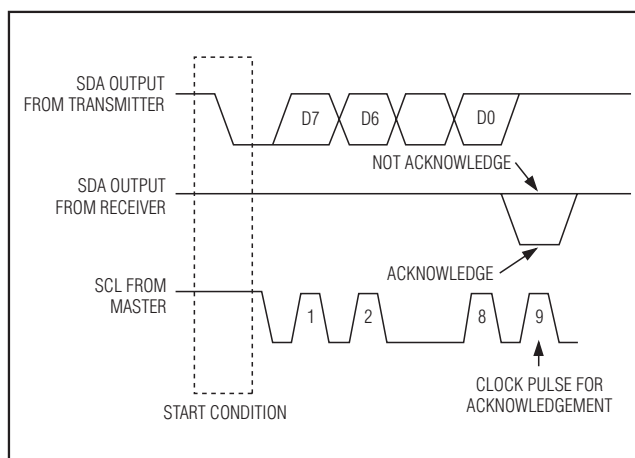 SDA OUTPUT
FROM TRANSMITTER
D7
D6
D0
NOT ACKNOWLEDGE
SDA OUTPUT
FROM RECEIVER
ACKNOWLEDGE
SCL FROM
MASTER
1
2
8
9
START CONDITION
CLOCK PULSE FOR
ACKNOWLEDGEMENT